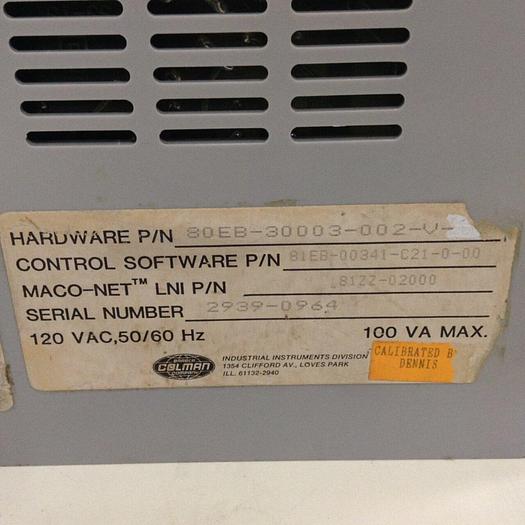 HARDWARE P/N 80EB-30003-002-V-
CONTROL SOFTWARE P/N 81EB-00341-C21-0-00
MACO-NET™ LNI P/N 81ZZ-02000
SERIAL NUMBER 2939-0964
120 VAC,50/60 Hz 100 VA MAX.
BARBER
COLMAN
COMPANY
INDUSTRIAL INSTRUMENTS DIVISION
1354 CLIFFORD AV., LOVES PARK
ILL. 61132-2940
CALIBRATED B
DENNIS